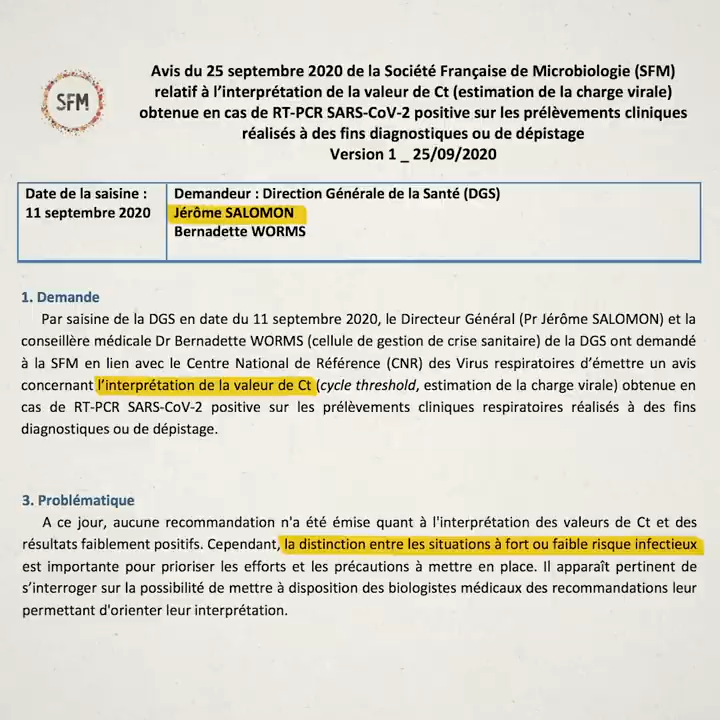 SFM
Avis du 25 septembre 2020 de la Société Française de Microbiologie (SFM)
relatif à l’interprétation de la valeur de Ct (estimation de la charge virale)
obtenue en cas de RT-PCR SARS-CoV-2 positive sur les prélèvements cliniques
réalisés à des fins diagnostiques ou de dépistage
Version 1 _ 25/09/2020
Date de la saisine :
11 septembre 2020
Demandeur : Direction Générale de la Santé (DGS)
Jérôme SALOMON
Bernadette WORMS
1. Demande
Par saisine de la DGS en date du 11 septembre 2020, le Directeur Général (Pr Jérôme SALOMON) et la
conseillère médicale Dr Bernadette WORMS (cellule de gestion de crise sanitaire) de la DGS ont demandé
à la SFM en lien avec le Centre National de Référence (CNR) des Virus respiratoires d’émettre un avis
concernant l’interprétation de la valeur de Ct (cycle threshold, estimation de la charge virale) obtenue en
cas de RT-PCR SARS-CoV-2 positive sur les prélèvements cliniques respiratoires réalisés à des fins
diagnostiques ou de dépistage.
3. Problématique
A ce jour, aucune recommandation n'a été émise quant à l'interprétation des valeurs de Ct et des
résultats faiblement positifs. Cependant, la distinction entre les situations à fort ou faible risque infectieux
est importante pour prioriser les efforts et les précautions à mettre en place. Il apparaît pertinent de
s’interroger sur la possibilité de mettre à disposition des biologistes médicaux des recommandations leur
permettant d'orienter leur interprétation.